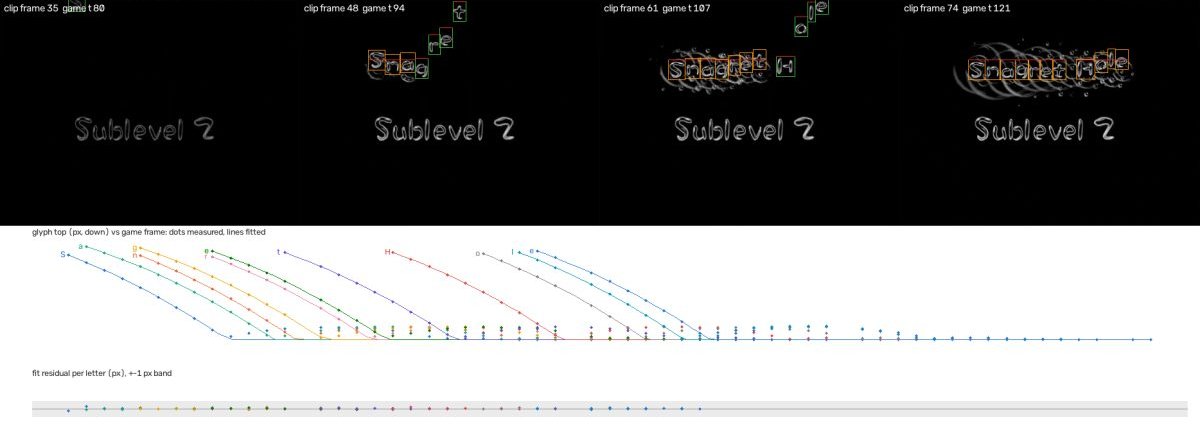 clip frame 35 game t 80
clip frame 48 game t 94
clip frame 61 game t 107
clip frame 74 game t 121
t
r e
S n a g
l e
o
S n a g r e t H
S n a g r e t H o l e
Sublevel 2
Sublevel 2
Sublevel 2
Sublevel 2
glyph top (px, down) vs game frame: dots measured, lines fitted
S a g n e r t H o l e
fit residual per letter (px), +-1 px band